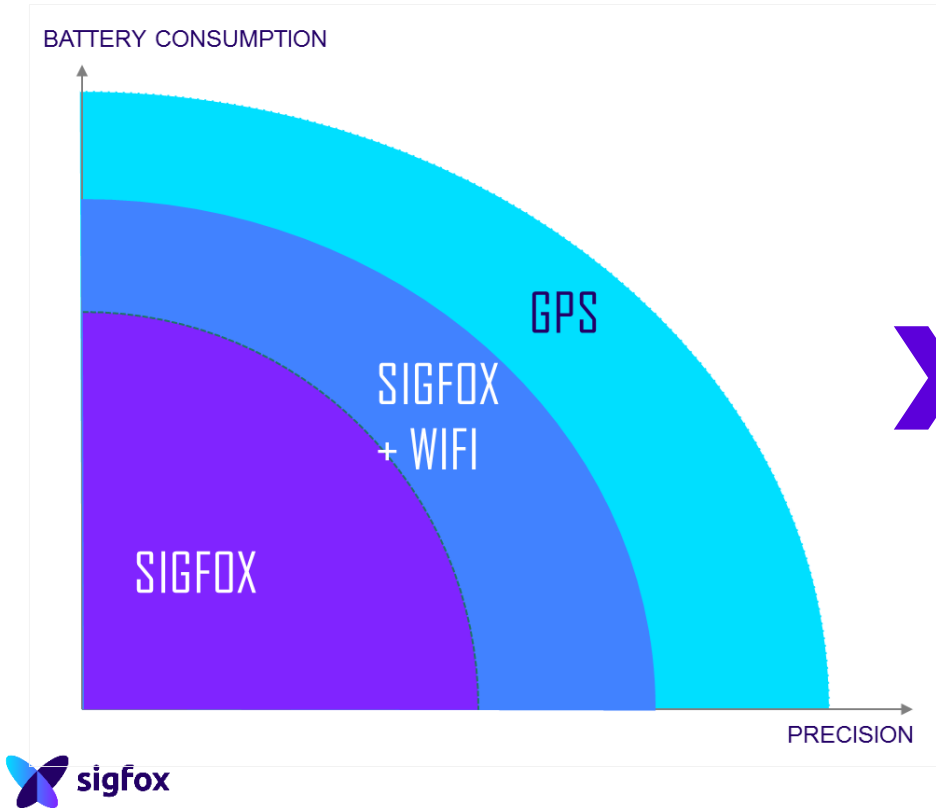 BATTERY CONSUMPTION
GPS
SIGFOX
+ WIFI
SIGFOX
PRECISION
sigfox